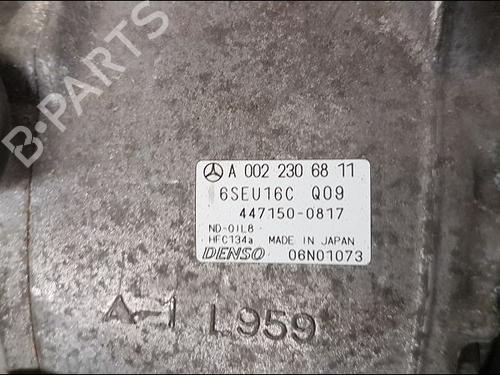 B-PARTS
A 002 230 68 11
6SEU16C Q09
447150-0817
ND-OIL8
HFC134a MADE IN JAPAN
DENSO 06N01073
A-1 L959